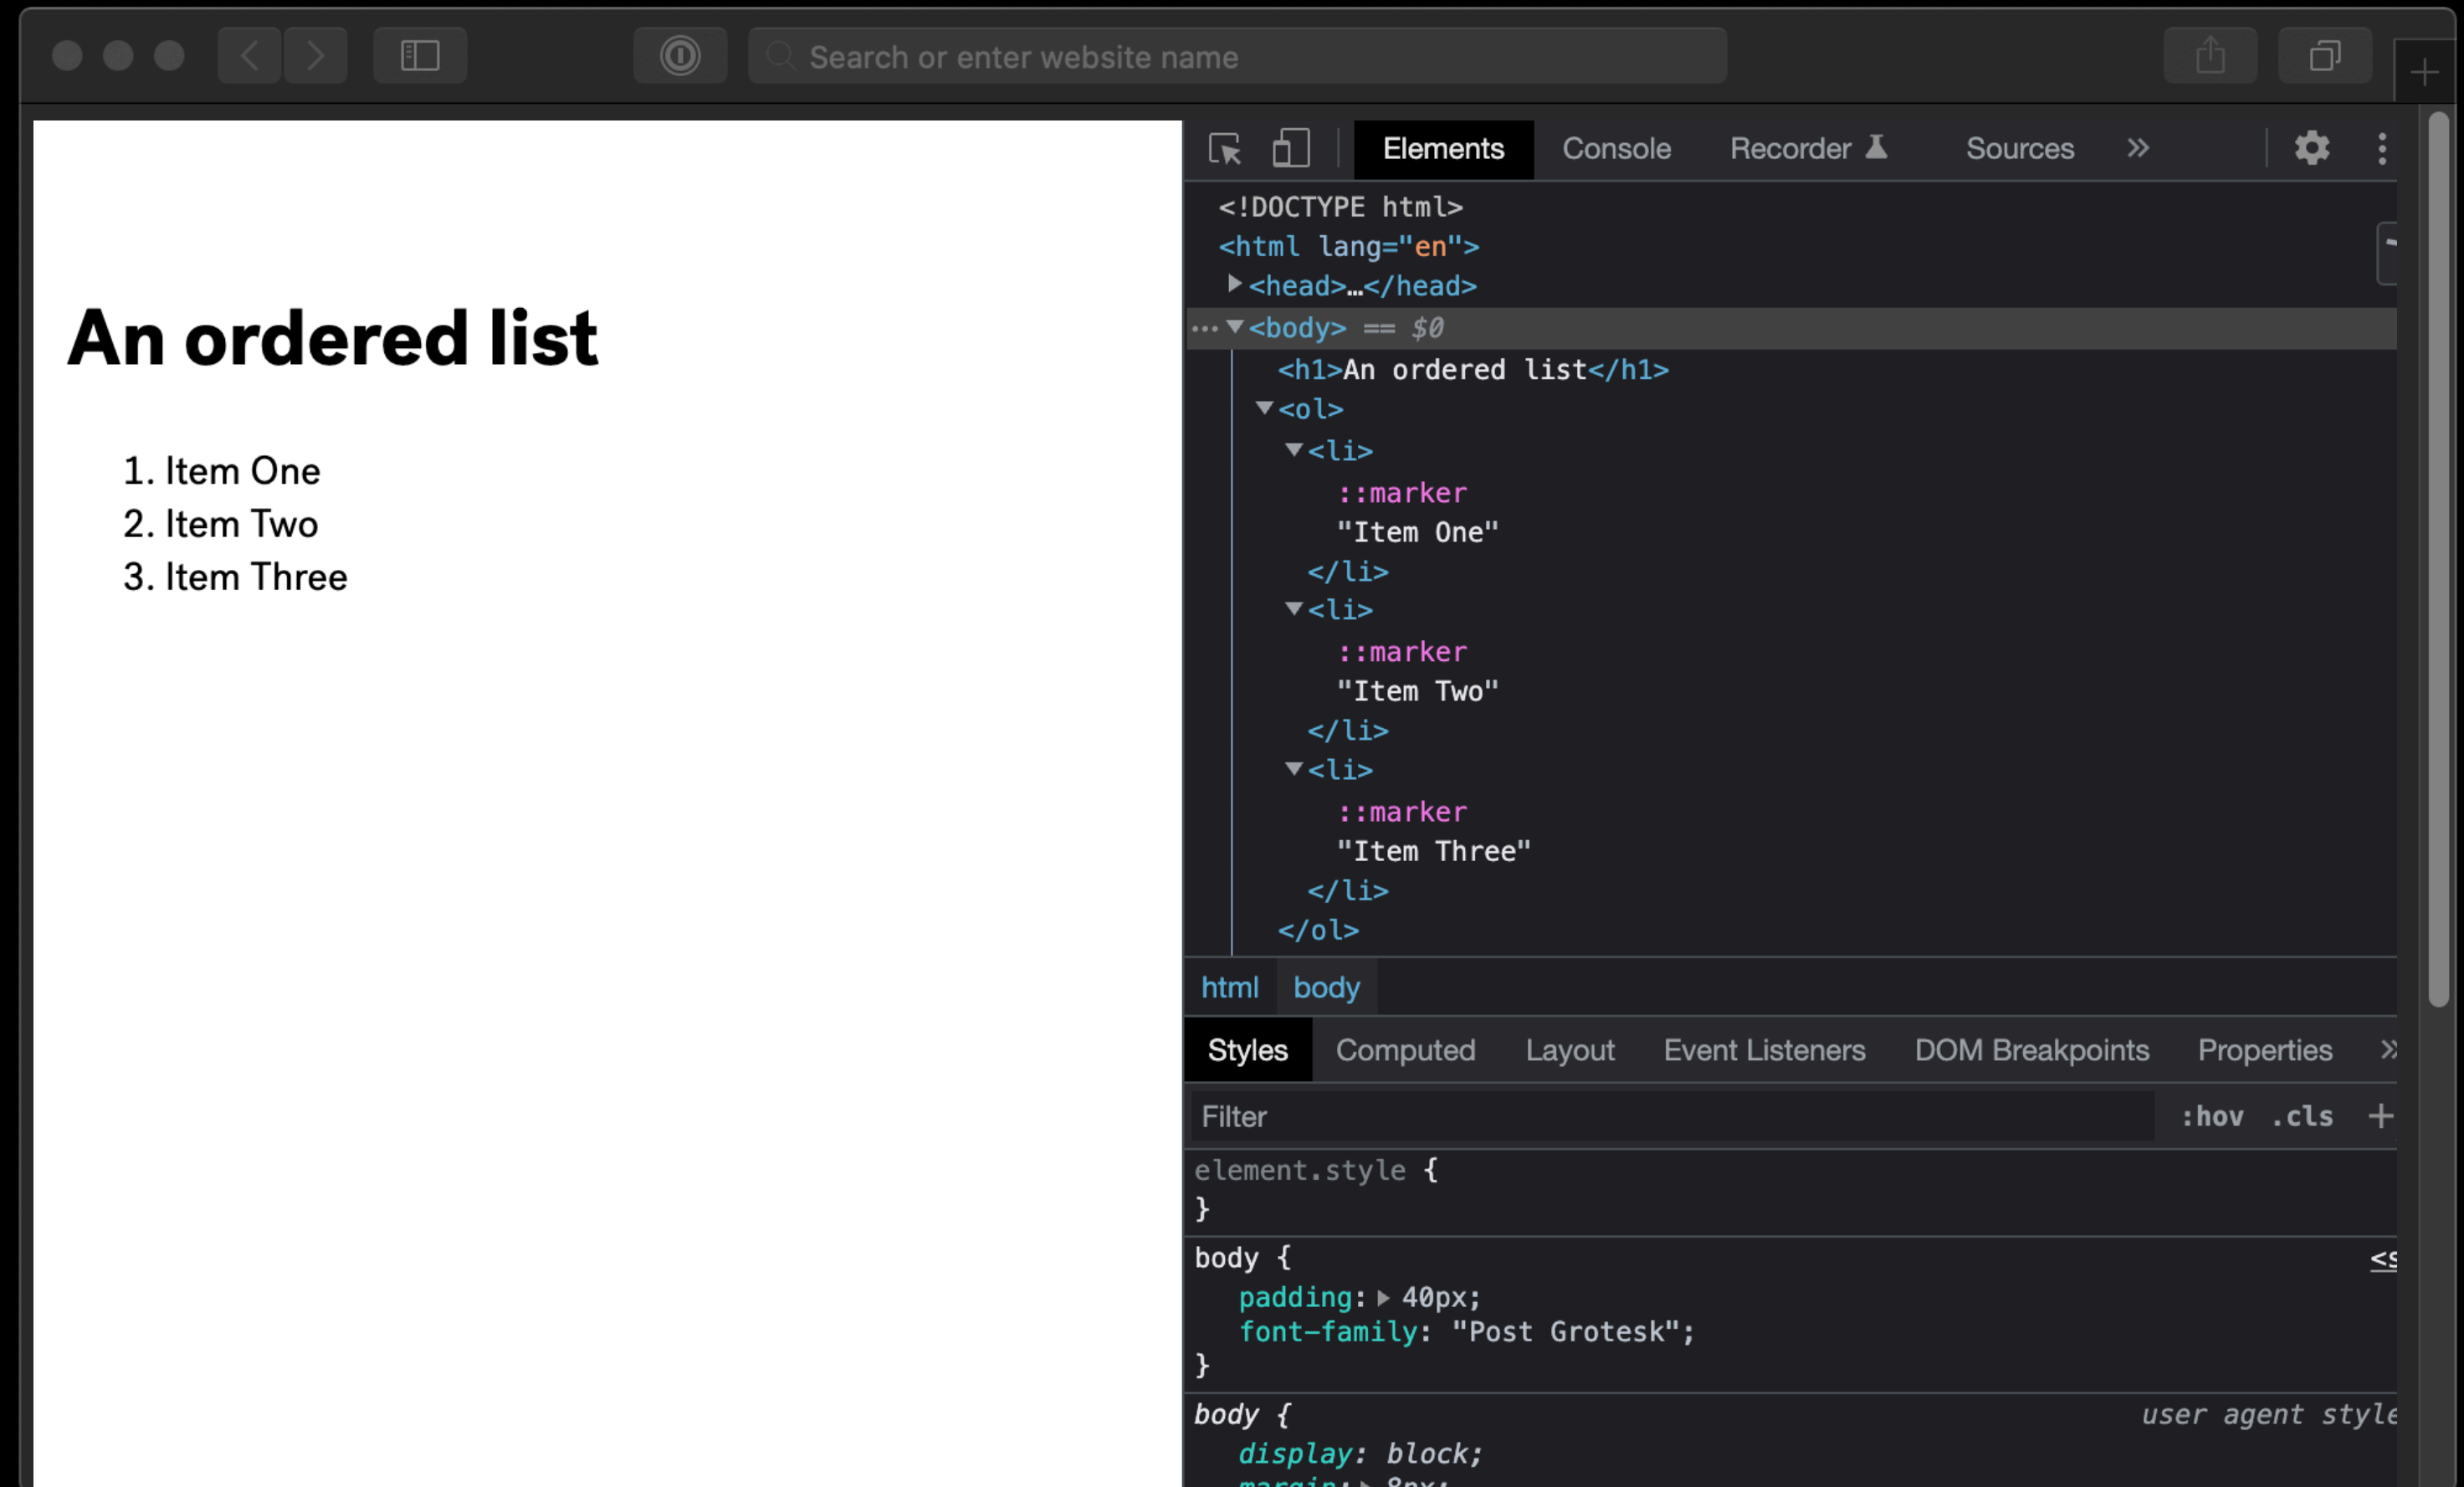 Search or enter website name
An ordered list
1. Item One
2. Item Two
3. Item Three
Elements Console Recorder Sources »
<!DOCTYPE html>
<html lang="en">
<head>…</head>
<body> == $0
<h1>An ordered list</h1>
<ol>
<li>
::marker
"Item One"
</li>
<li>
::marker
"Item Two"
</li>
<li>
::marker
"Item Three"
</li>
</ol>
html body
Styles Computed Layout Event Listeners DOM Breakpoints Properties »
Filter :hov .cls +
element.style {
}
body { <s
padding: 40px;
font-family: "Post Grotesk";
}
body { user agent style
display: block;
margin: 8px;